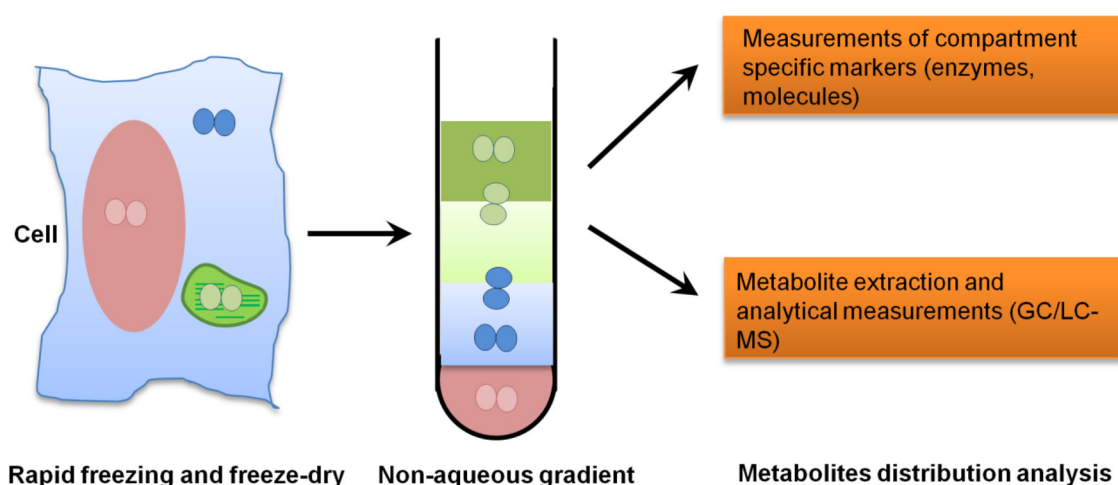 Measurements of compartment
specific markers (enzymes,
molecules)
Cell
Metabolite extraction and
analytical measurements (GC/LC-
MS)
Rapid freezing and freeze-dry
Non-aqueous gradient
Metabolites distribution analysis